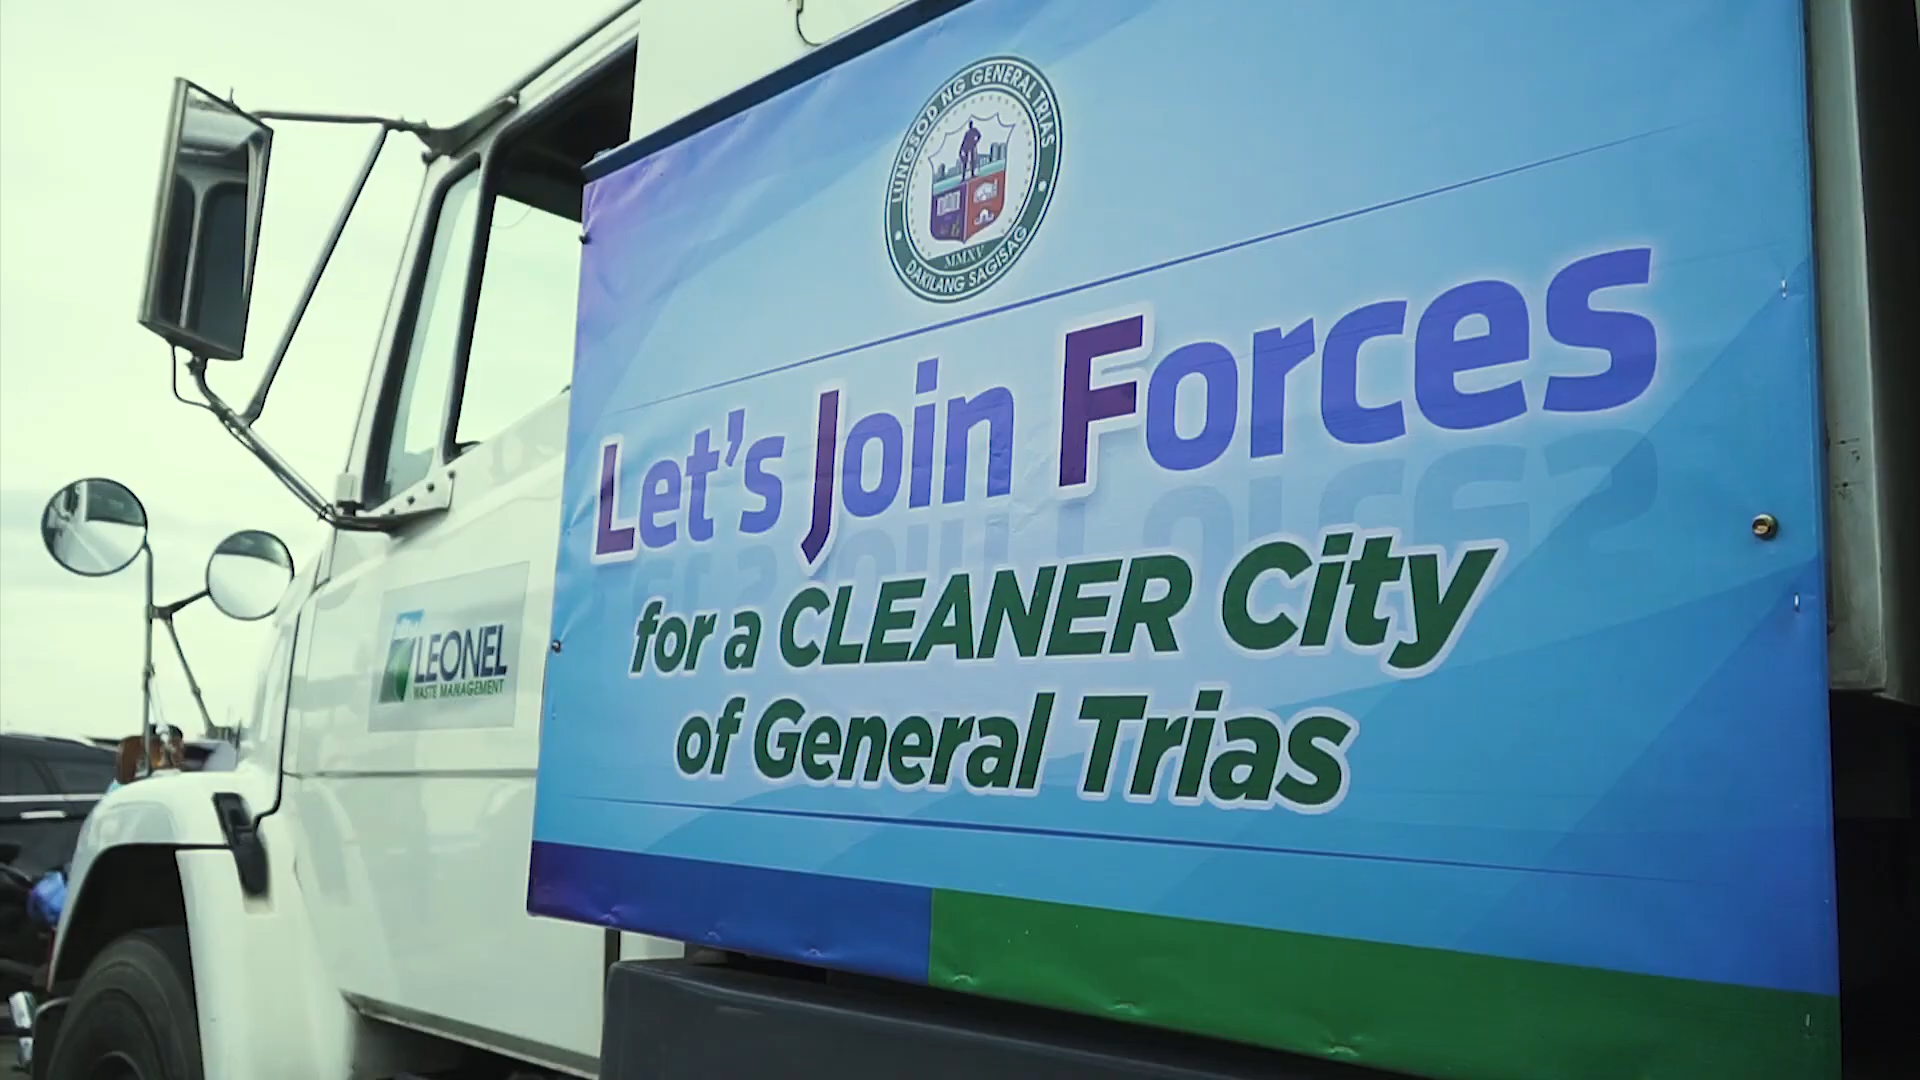 LUNGSOD NG GENERAL TRIAS
MMXV
DAKILANG SAGISAG
Let's Join Forces
for a CLEANER City
of General Trias
LEONEL
WASTE MANAGEMENT